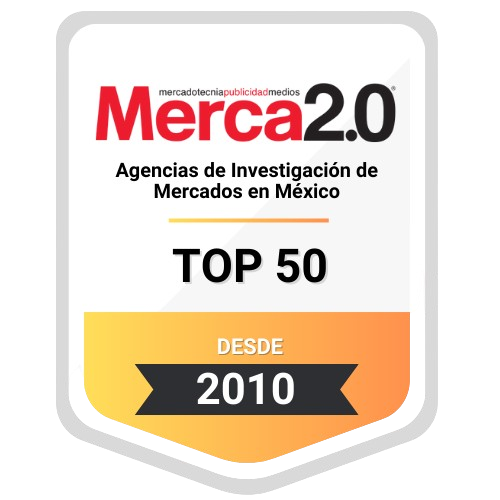 mercadotecniapublicidadmedios
Merca2.0®
Agencias de Investigación de
Mercados en México
TOP 50
DESDE
2010